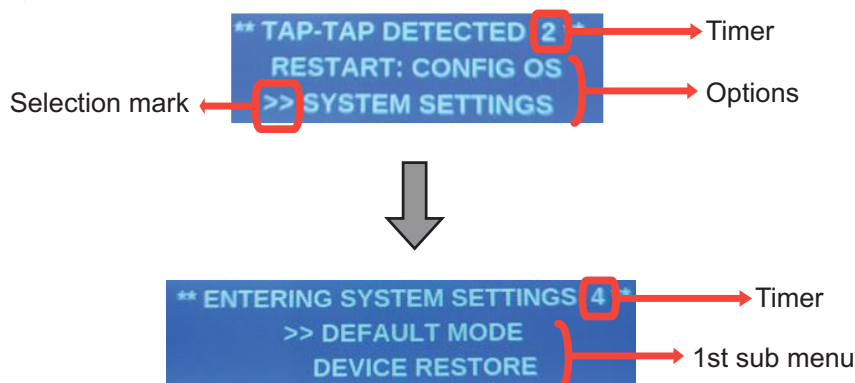 ** TAP-TAP DETECTED 2 **
Timer
RESTART: CONFIG OS
Options
Selection mark
>> SYSTEM SETTINGS
** ENTERING SYSTEM SETTINGS 4 **
Timer
>> DEFAULT MODE
DEVICE RESTORE
1st sub menu